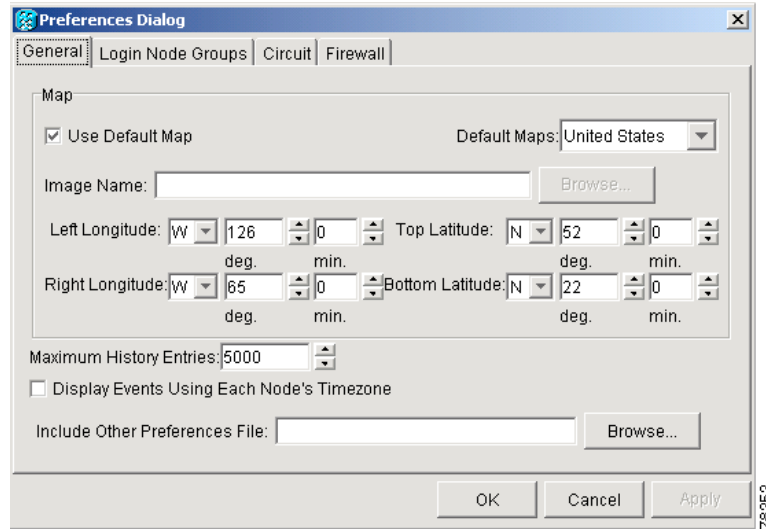 Preferences Dialog
General Login Node Groups Circuit Firewall
Map
Use Default Map Default Maps: United States
Image Name: Browse...
Left Longitude: W 126 0 Top Latitude: N 52 0
deg. min. deg. min.
Right Longitude: W 65 0 Bottom Latitude: N 22 0
deg. min. deg. min.
Maximum History Entries: 5000
Display Events Using Each Node's Timezone
Include Other Preferences File: Browse...
OK Cancel Apply